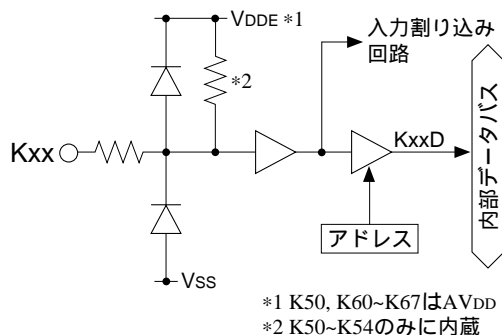 VDDE *1
*2
入力割り込み
回路
Kxx
KxxD
内部データバス
アドレス
VSS
*1 K50, K60~K67はAVDD
*2 K50~K54のみに内蔵